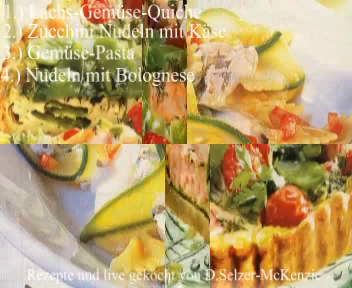 1.) Lachs-Gemüse-Quiche
2.) Zucchini Nudeln mit Käse
3.) Gemüse-Pasta
4.) Nudeln mit Bolognese
Rezepte und live gekocht von D.Selzer-McKenzie